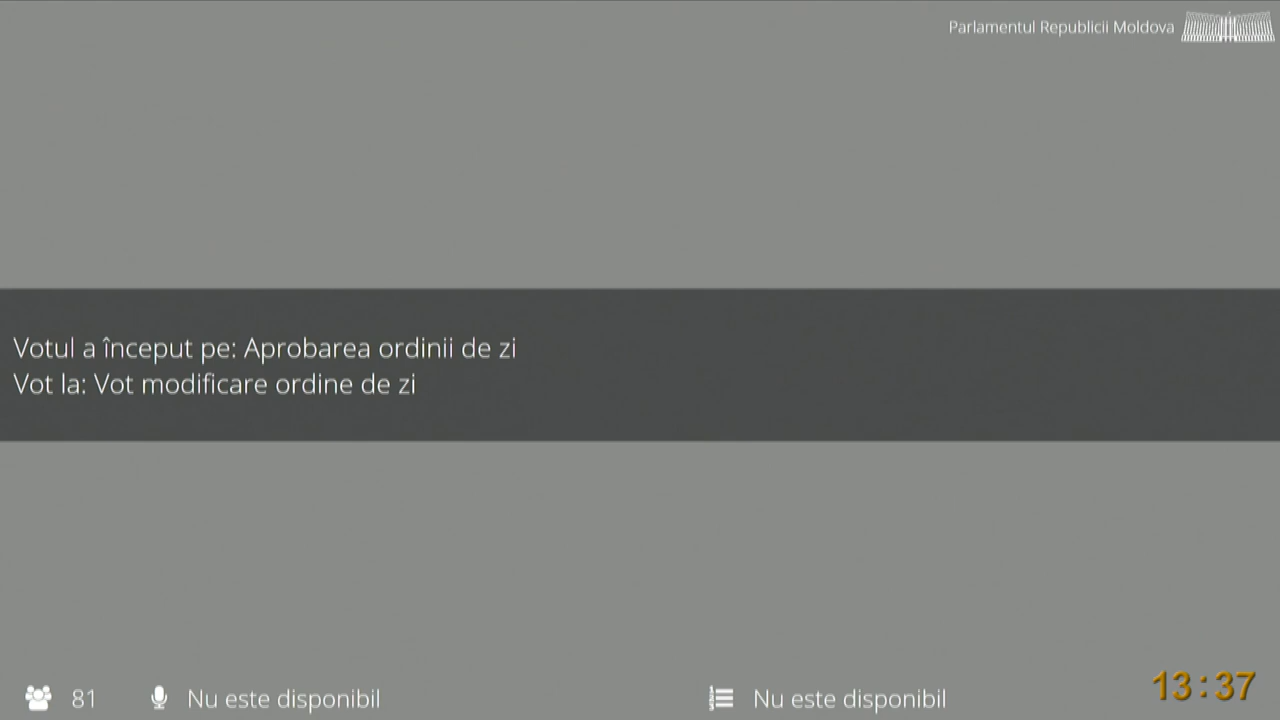 Parlamentul Republicii Moldova
Votul a început pe: Aprobarea ordinii de zi
Vot la: Vot modificare ordine de zi
81 Nu este disponibil Nu este disponibil
13:37